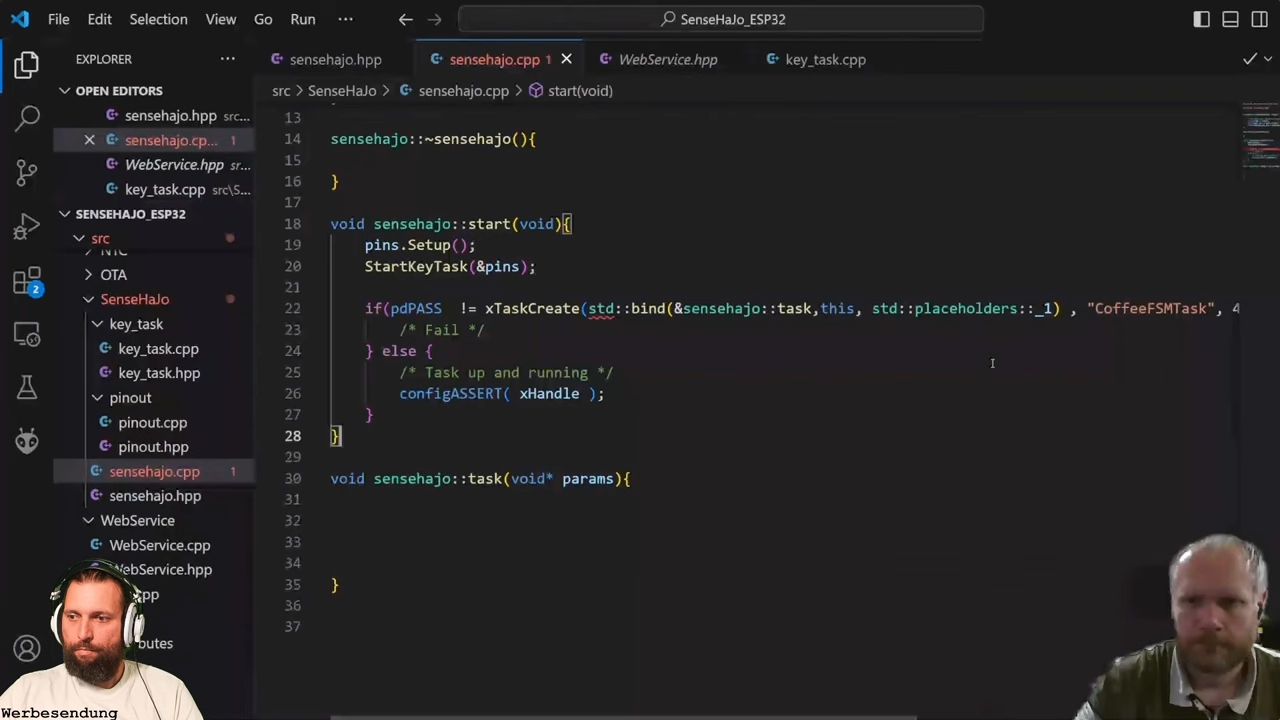 File Edit Selection View Go Run ··· SenseHaJo_ESP32
EXPLORER ···
OPEN EDITORS
sensehajo.hpp src...
sensehajo.cp... 1
WebService.hpp sr...
key_task.cpp src\S...
SENSEHAJO_ESP32
src
NTC
OTA
SenseHaJo
key_task
key_task.cpp
key_task.hpp
pinout
pinout.cpp
pinout.hpp
sensehajo.cpp 1
sensehajo.hpp
WebService
WebService.cpp
WebService.hpp
2
sensehajo.hpp sensehajo.cpp 1 WebService.hpp key_task.cpp
src > SenseHaJo > sensehajo.cpp > start(void)
13
14 sensehajo::~sensehajo(){
15
16 }
17
18 void sensehajo::start(void){
19 pins.Setup();
20 StartKeyTask(&pins);
21
22 if(pdPASS != xTaskCreate(std::bind(&sensehajo::task,this, std::placeholders::_1) , "CoffeeFSMTask", 4
23 /* Fail */
24 } else {
25 /* Task up and running */
26 configASSERT( xHandle );
27 }
28 }
29
30 void sensehajo::task(void* params){
31
32
33
34
35 }
36
37
Werbesendung